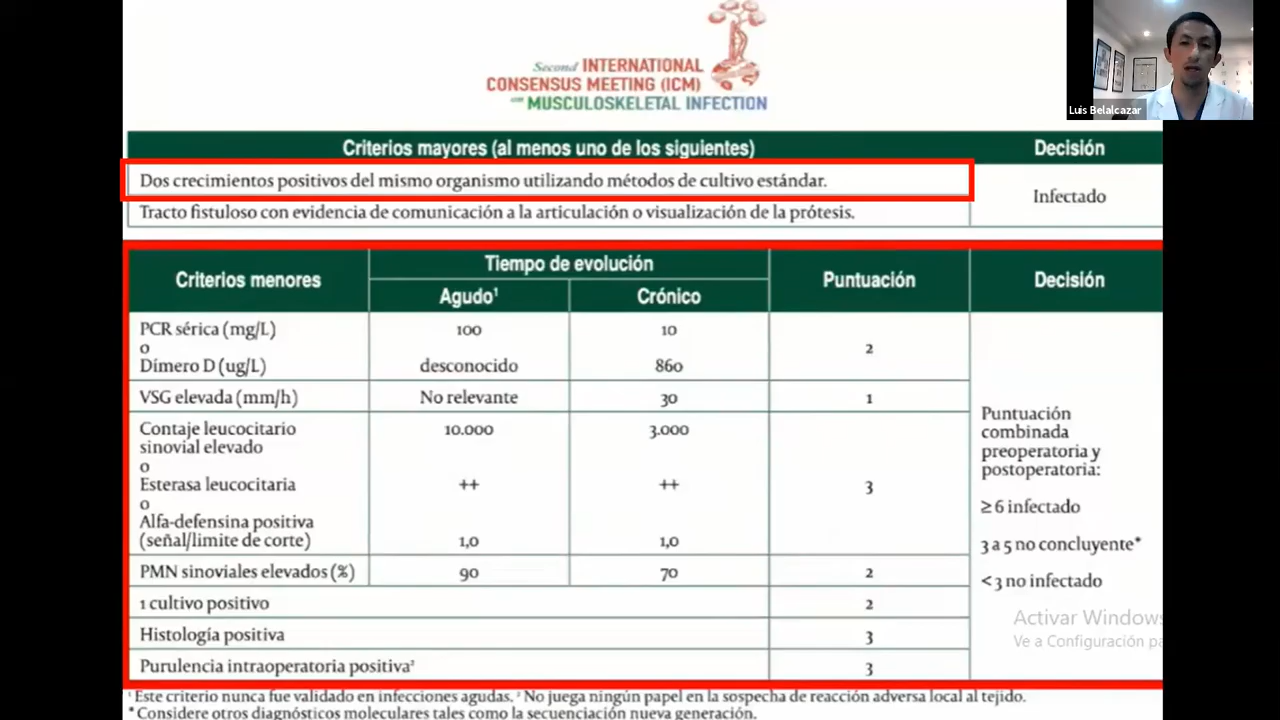 Second INTERNATIONAL
CONSENSUS MEETING (ICM)
on MUSCULOSKELETAL INFECTION
Luis Belalcazar
Criterios mayores (al menos uno de los siguientes) Decisión
Dos crecimientos positivos del mismo organismo utilizando métodos de cultivo estándar.
Infectado
Tracto fistuloso con evidencia de comunicación a la articulación o visualización de la prótesis.
Criterios menores Tiempo de evolución Puntuación Decisión
Agudo¹ Crónico
PCR sérica (mg/L) 100 10
o
Dímero D (ug/L) desconocido 860
2
VSG elevada (mm/h) No relevante 30 1
Contaje leucocitario
sinovial elevado 10.000 3.000
o
Esterasa leucocitaria ++ ++
3
o
Alfa-defensina positiva
(señal/limite de corte) 1,0 1,0
PMN sinoviales elevados (%) 90 70 2
1 cultivo positivo 2
Histología positiva 3
Purulencia intraoperatoria positiva² 3
Puntuación
combinada
preoperatoria y
postoperatoria:
≥ 6 infectado
3 a 5 no concluyente*
< 3 no infectado
Activar Windows
Ve a Configuración pa
¹ Este criterio nunca fue validado en infecciones agudas. ² No juega ningún papel en la sospecha de reacción adversa local al tejido.
* Considere otros diagnósticos moleculares tales como la secuenciación nueva generación.